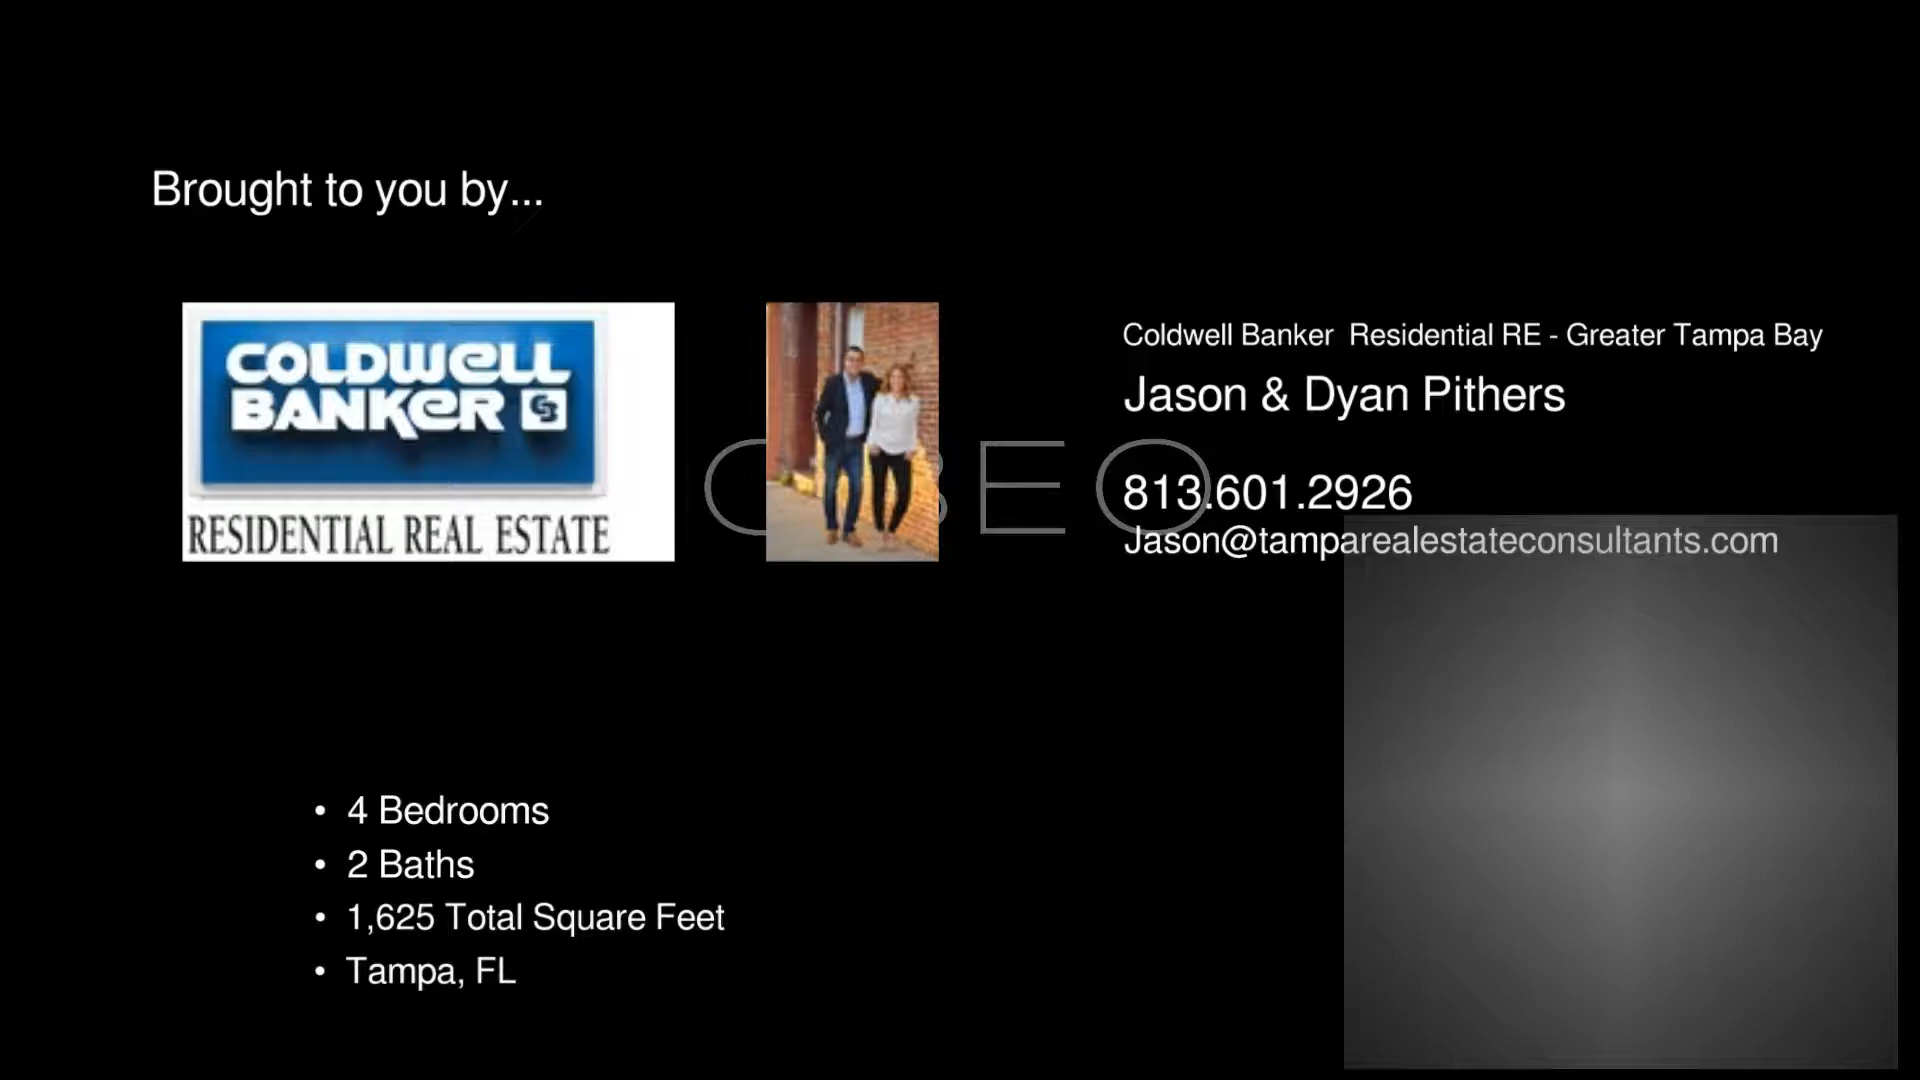 Brought to you by...
COLDWELL
BANKER CB
RESIDENTIAL REAL ESTATE
Coldwell Banker  Residential RE - Greater Tampa Bay
Jason & Dyan Pithers
813.601.2926
Jason@tamparealestateconsultants.com
• 4 Bedrooms
• 2 Baths
• 1,625 Total Square Feet
• Tampa, FL